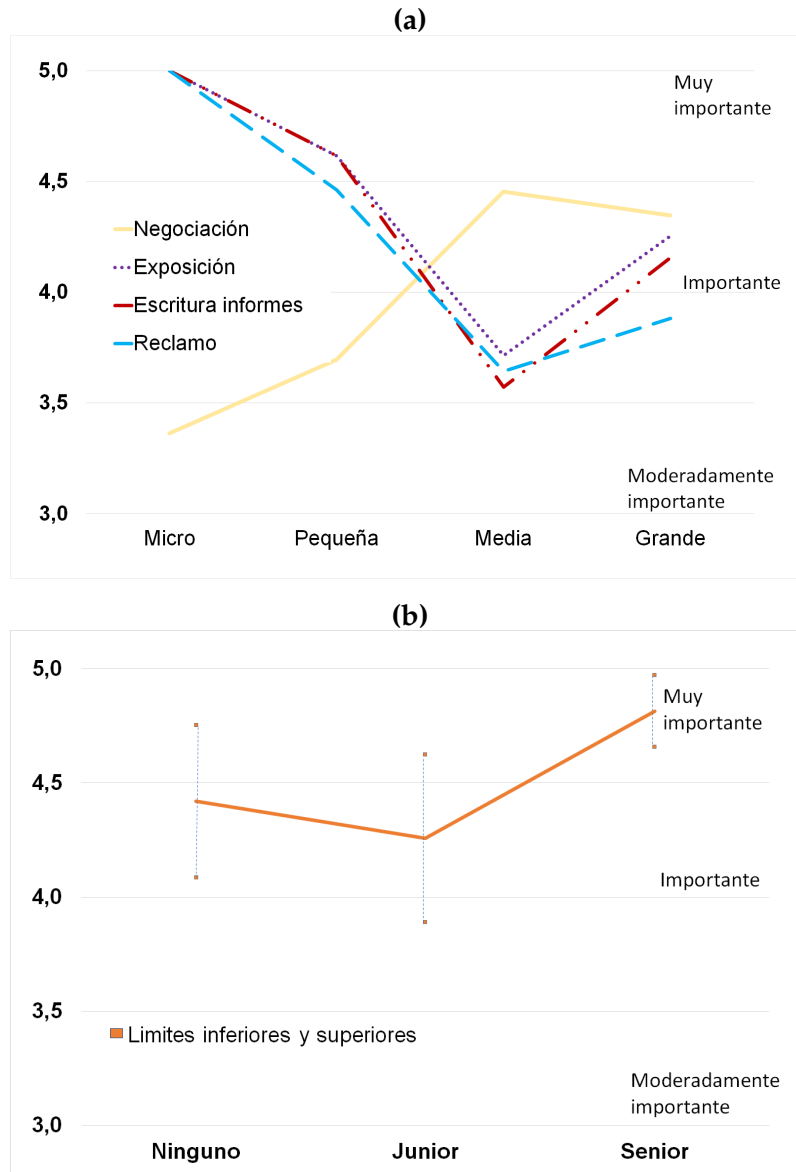 (a)
5,0
Muy
importante
4,5
Negociación
Exposición
4,0
Importante
Escritura informes
Reclamo
3,5
Moderadamente
importante
3,0
Micro Pequeña Media Grande
(b)
5,0
Muy
importante
4,5
Importante
4,0
3,5
Limites inferiores y superiores
Moderadamente
importante
3,0
Ninguno Junior Senior